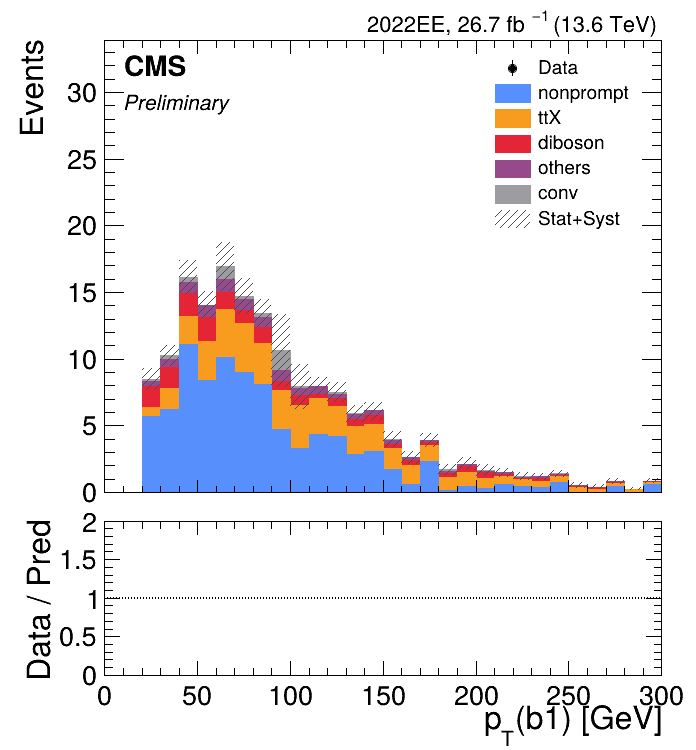 2022EE, 26.7 fb⁻¹ (13.6 TeV)
CMS
Preliminary
Events
Data
nonprompt
ttX
diboson
others
conv
Stat+Syst
30
25
20
15
10
5
0
Data / Pred
2
1.5
1
0.5
0
0 50 100 150 200 250 300
p_T(b1) [GeV]